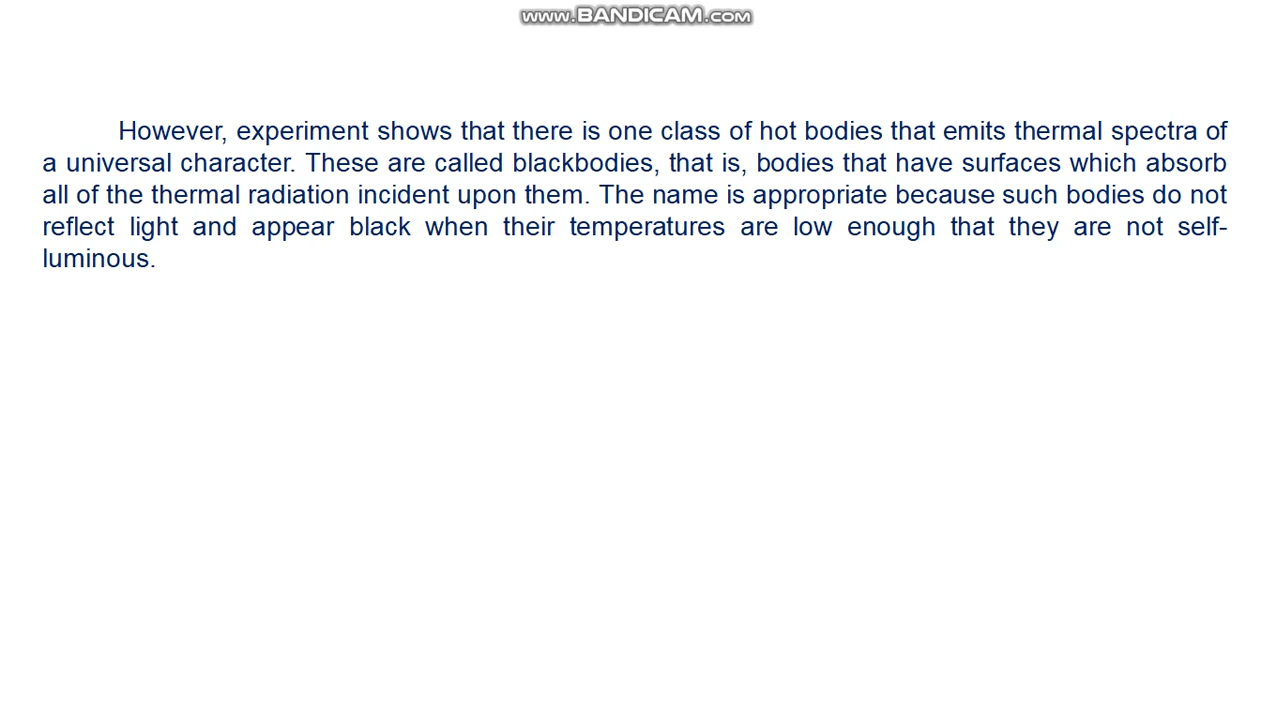 www.BANDICAM.com
However, experiment shows that there is one class of hot bodies that emits thermal spectra of
a universal character. These are called blackbodies, that is, bodies that have surfaces which absorb
all of the thermal radiation incident upon them. The name is appropriate because such bodies do not
reflect light and appear black when their temperatures are low enough that they are not self-
luminous.